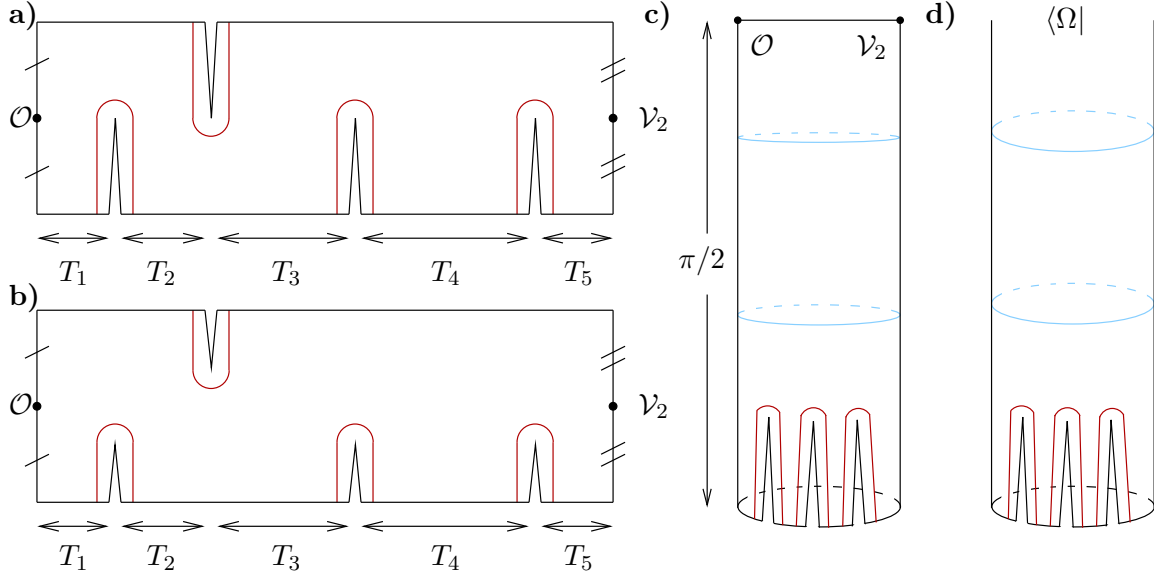 a)
𝒪
𝒱₂
T₁ T₂ T₃ T₄ T₅
b)
𝒪
𝒱₂
T₁ T₂ T₃ T₄ T₅
c)
𝒪 𝒱₂
π/2
d)
⟨Ω|